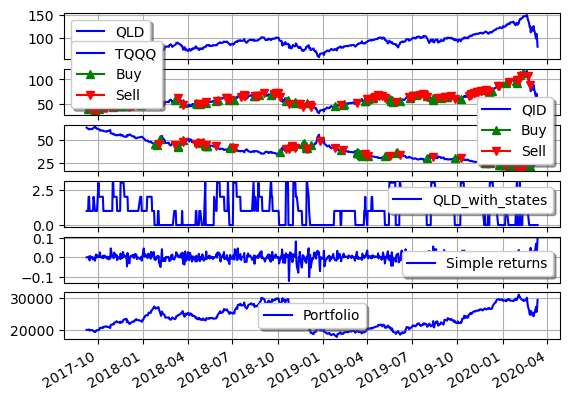 150
100
QLD
TQQQ
Buy
Sell
100
50
QID
Buy
Sell
50
25
2.5
0.0
QLD_with_states
0.1
0.0
−0.1
Simple returns
30000
20000
Portfolio
2017-10
2018-01
2018-04
2018-07
2018-10
2019-01
2019-04
2019-07
2019-10
2020-01
2020-04